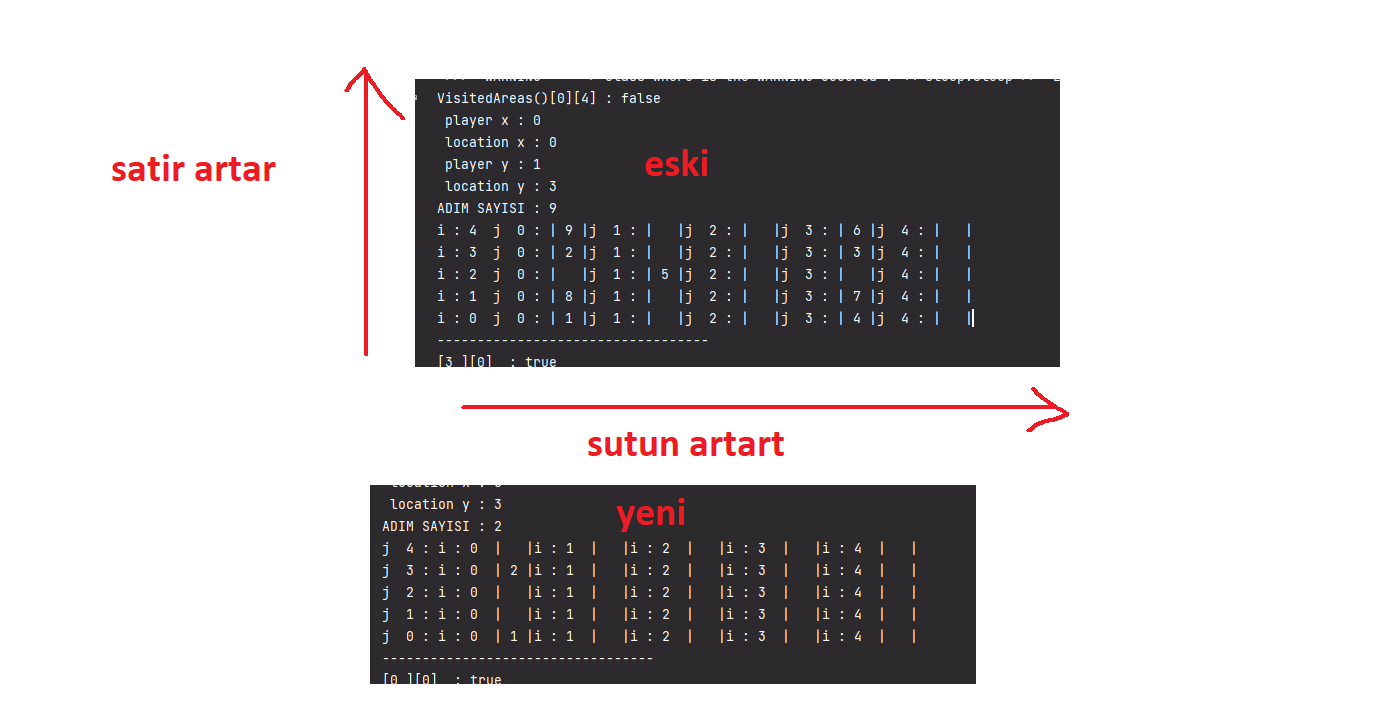 VisitedAreas()[0][4] : false
player x : 0
location x : 0
player y : 1
location y : 3
ADIM SAYISI : 9
i : 4  j  0 : | 9 |j  1 : |   |j  2 : |   |j  3 : | 6 |j  4 : |   |
i : 3  j  0 : | 2 |j  1 : |   |j  2 : |   |j  3 : | 3 |j  4 : |   |
i : 2  j  0 : |   |j  1 : | 5 |j  2 : |   |j  3 : |   |j  4 : |   |
i : 1  j  0 : | 8 |j  1 : |   |j  2 : |   |j  3 : | 7 |j  4 : |   |
i : 0  j  0 : | 1 |j  1 : |   |j  2 : |   |j  3 : | 4 |j  4 : |   |
----------------------------------
[3 ][0]  : true
satir artar
eski
sutun artart
yeni
location y : 3
ADIM SAYISI : 2
j  4 : i : 0  |   |i : 1  |   |i : 2  |   |i : 3  |   |i : 4  |   |
j  3 : i : 0  | 2 |i : 1  |   |i : 2  |   |i : 3  |   |i : 4  |   |
j  2 : i : 0  |   |i : 1  |   |i : 2  |   |i : 3  |   |i : 4  |   |
j  1 : i : 0  |   |i : 1  |   |i : 2  |   |i : 3  |   |i : 4  |   |
j  0 : i : 0  | 1 |i : 1  |   |i : 2  |   |i : 3  |   |i : 4  |   |
----------------------------------
[0 ][0]  : true